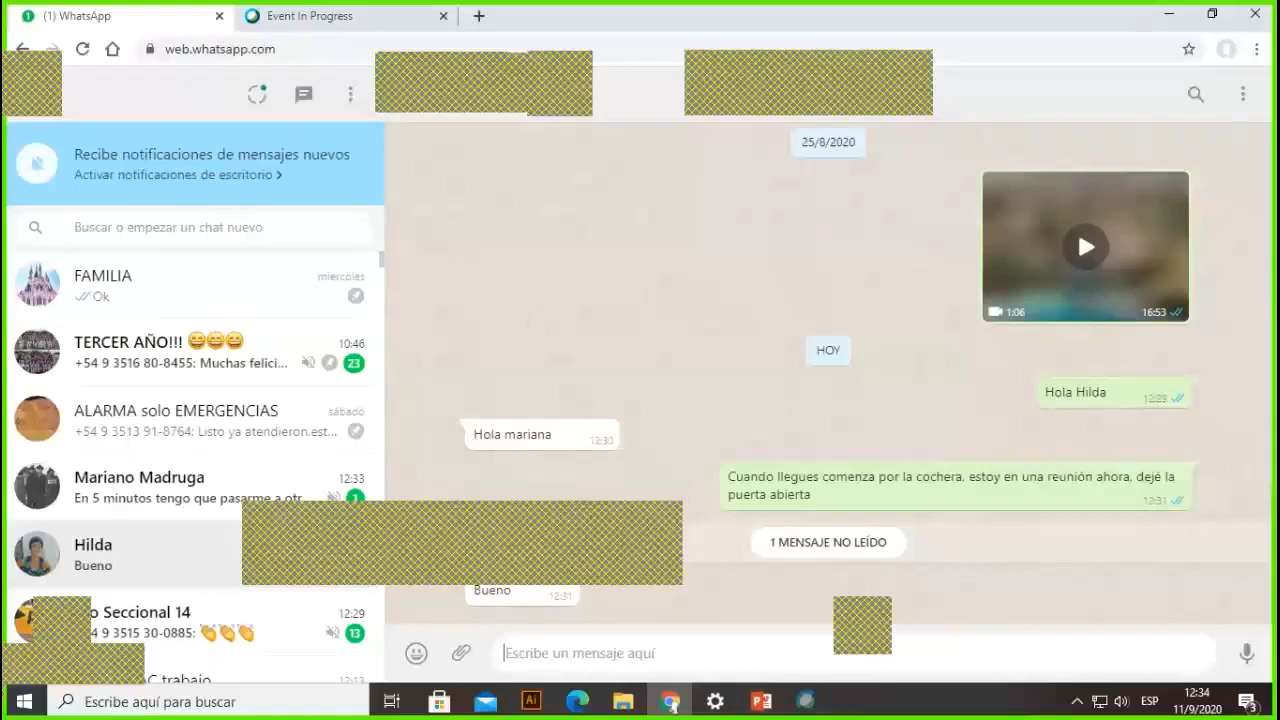 (1) WhatsApp
Event In Progress
web.whatsapp.com
Recibe notificaciones de mensajes nuevos
Activar notificaciones de escritorio >
Buscar o empezar un chat nuevo
FAMILIA
miércoles
Ok
TERCER AÑO!!! 😄😄😄
10:46
+54 9 3516 80-8455: Muchas felici...
23
ALARMA solo EMERGENCIAS
sábado
+54 9 3513 91-8764: Listo ya atendieron.est...
Mariano Madruga
12:33
En 5 minutos tengo que pasarme a otr
1
Hilda
Bueno
o Seccional 14
12:29
4 9 3515 30-0885: 👏👏👏
13
C trabajo
25/8/2020
1:06
16:53
HOY
Hola Hilda
12:29
Hola mariana
12:30
Cuando llegues comenza por la cochera. estoy en una reunión ahora, dejé la
puerta abierta
12:31
1 MENSAJE NO LEÍDO
Bueno
12:31
Escribe un mensaje aquí
Escribe aquí para buscar
Ai
ESP
12:34
11/9/2020
3